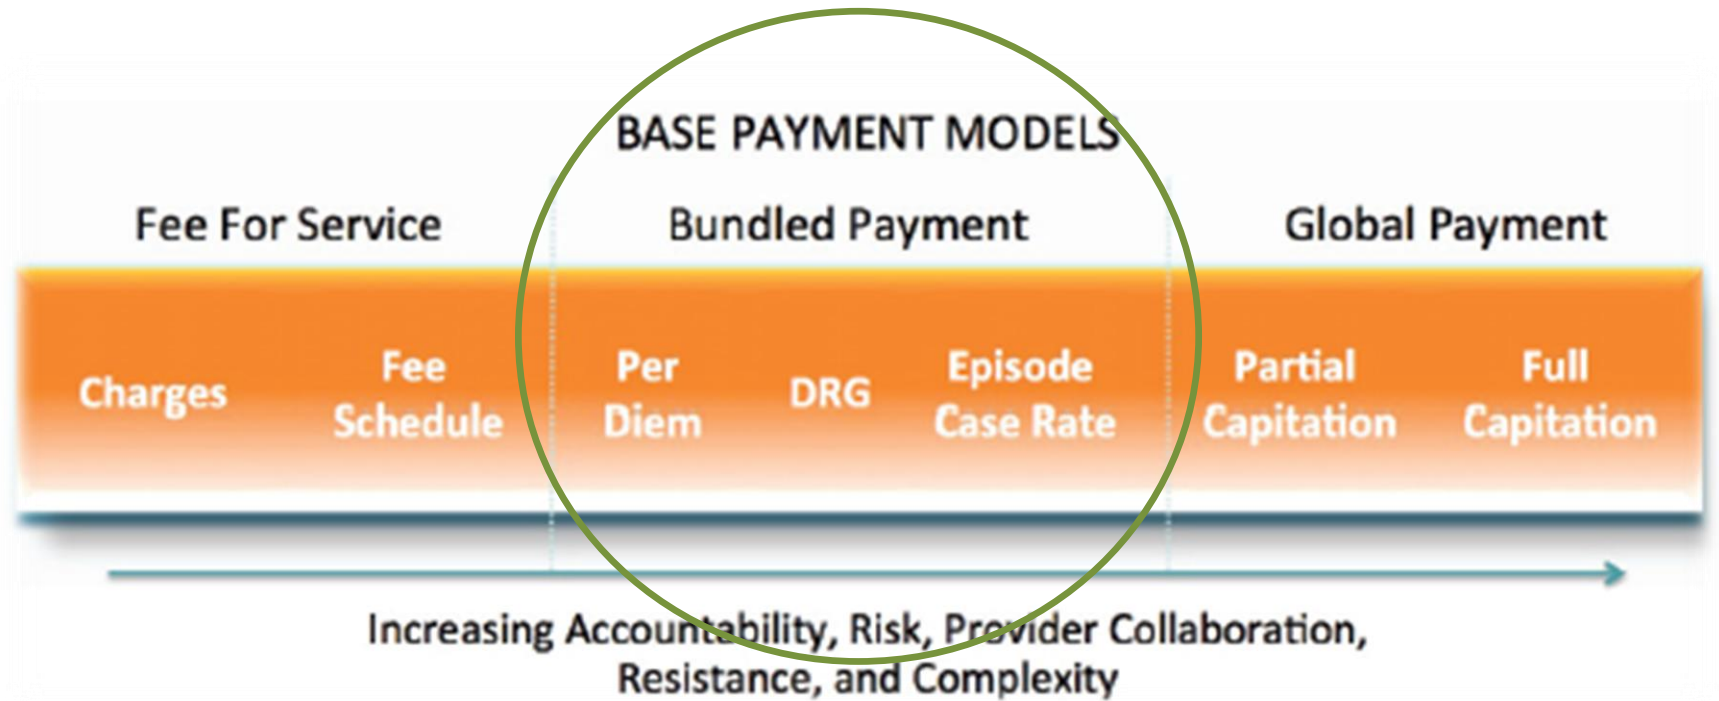 BASE PAYMENT MODELS
Fee For Service
Bundled Payment
Global Payment
Charges
Fee
Schedule
Per
Diem
DRG
Episode
Case Rate
Partial
Capitation
Full
Capitation
Increasing Accountability, Risk, Provider Collaboration,
Resistance, and Complexity